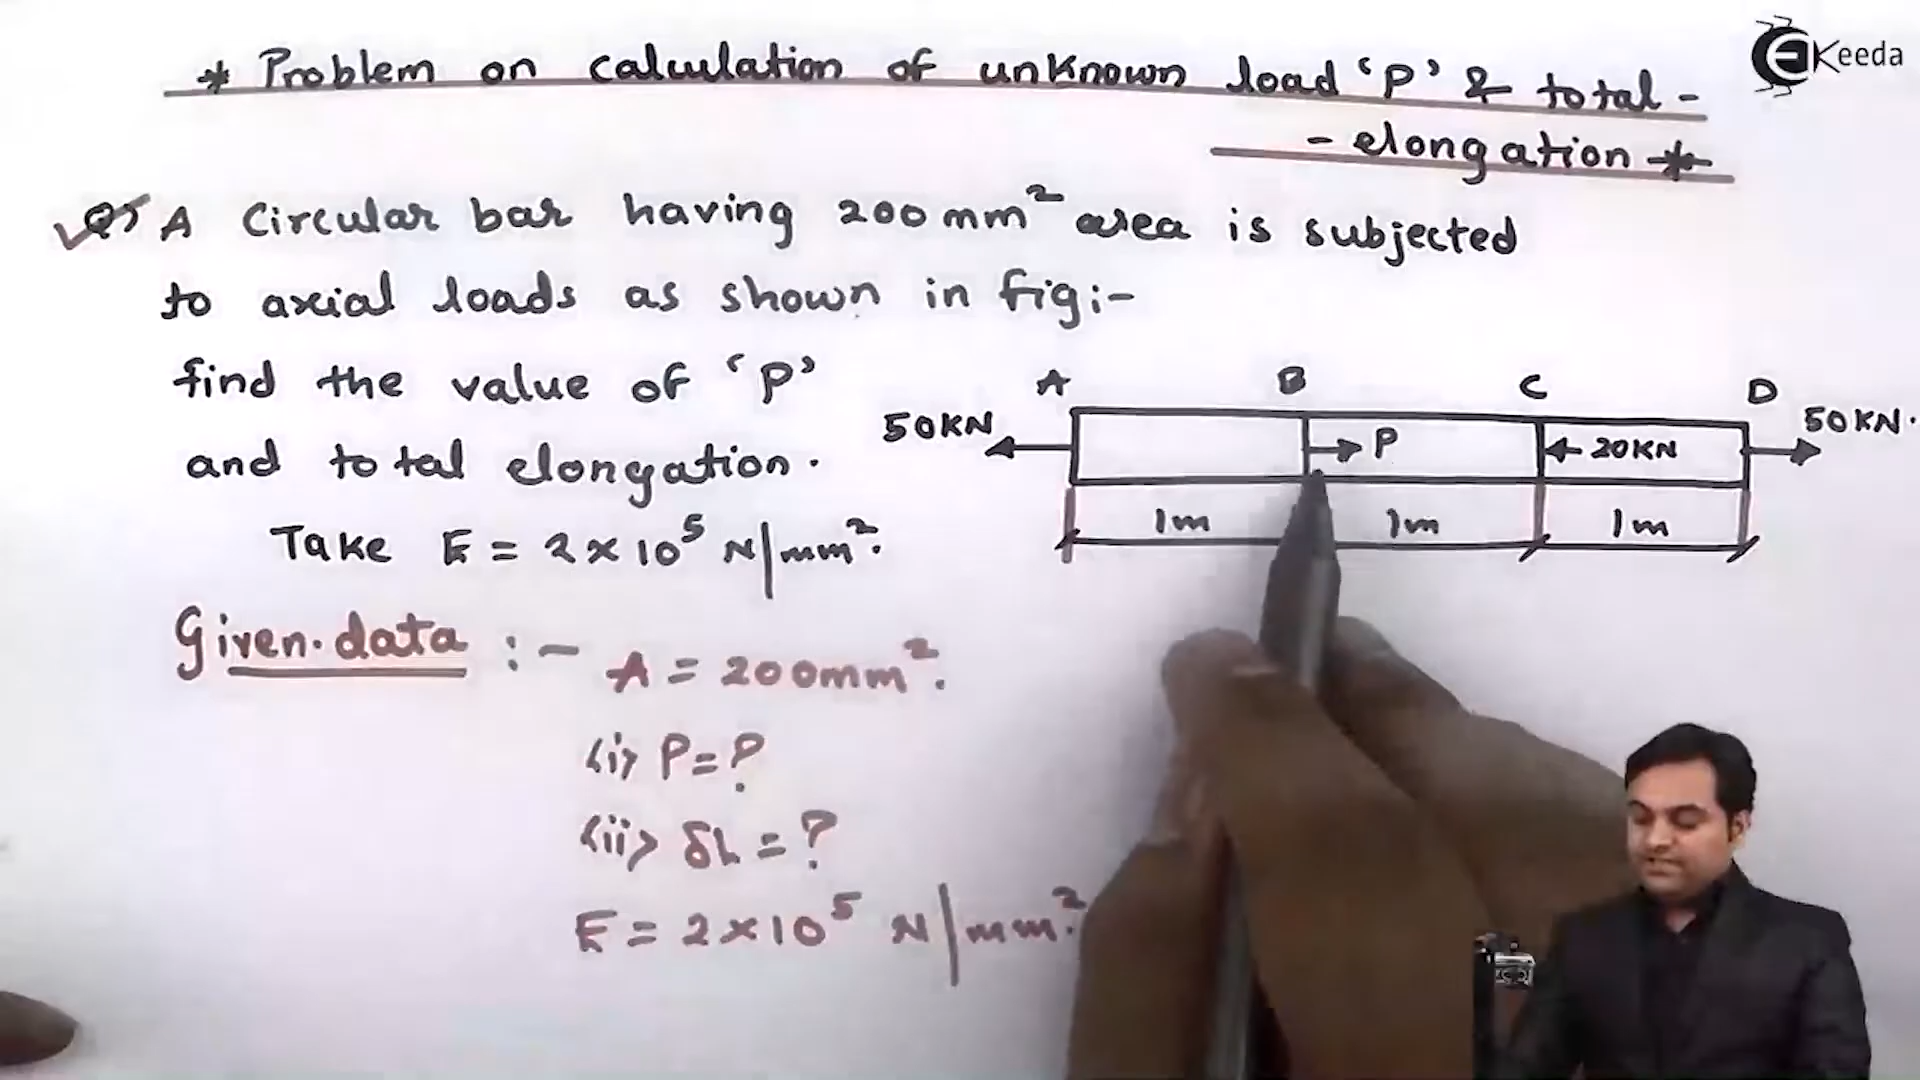 EKeeda
* Problem on calculation of unknown load 'P' & total -
- elongation *
Q) A Circular bar having 200mm² area is subjected
to axial loads as shown in fig:-
find the value of 'P'
and total elongation.
Take E = 2×10⁵ N/mm².
A B C D
50KN P 20KN 50KN.
1m 1m 1m
Given.data :- A = 200mm².
(i) P=?
(ii) δL=?
E = 2×10⁵ N/mm².